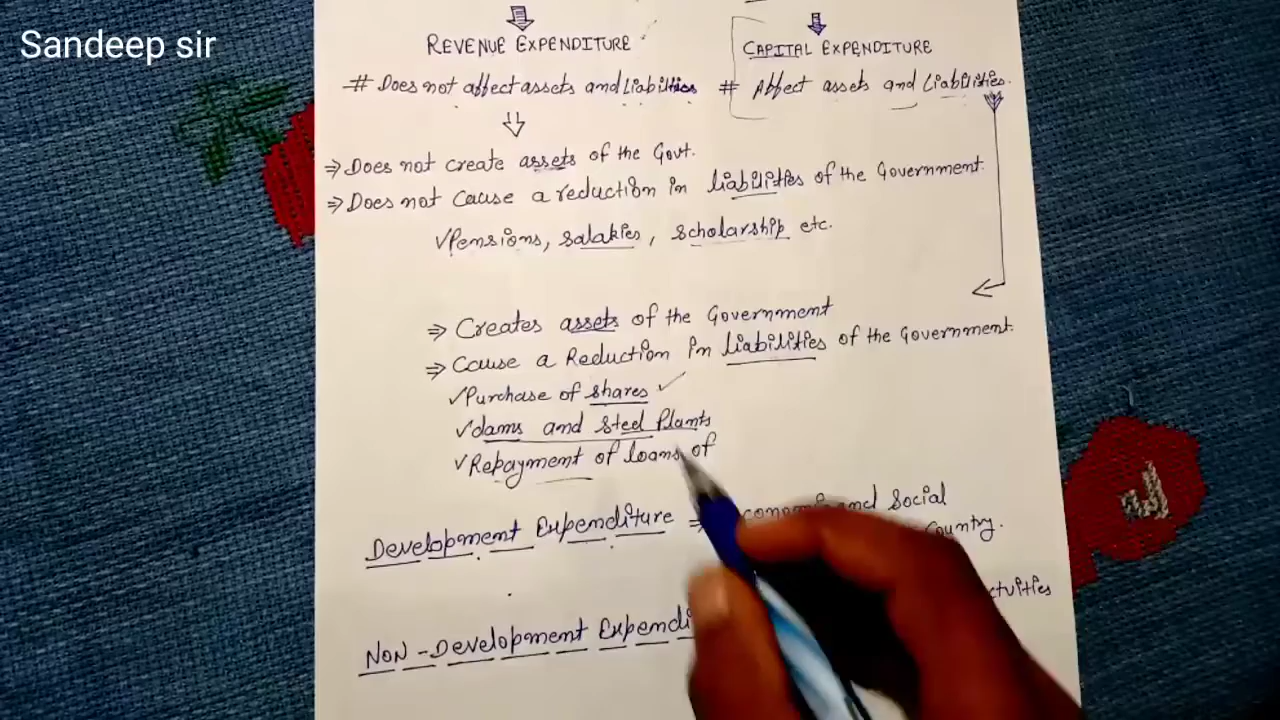 Sandeep sir
REVENUE EXPENDITURE
CAPITAL EXPENDITURE
# Does not affect assets and Liabilities
# Affect assets and Liabilities.
⇒ Does not create assets of the Govt.
⇒ Does not cause a reduction in liabilities of the Government.
✓Pensions, salaries, scholarship etc.
⇒ Creates assets of the Government
⇒ Cause a Reduction in liabilities of the Government.
✓Purchase of shares ✓
✓dams and steel Plants
✓Repayment of loans of
Development Expenditure ⇒ and Social
Country.
NON-Development